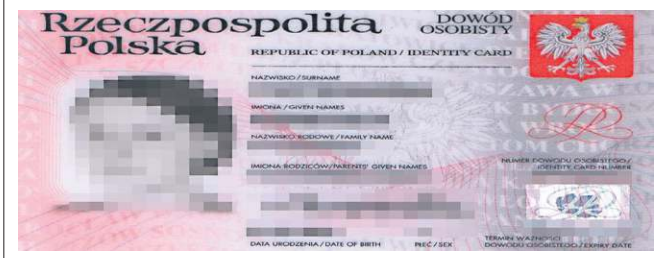 Rzeczpospolita
Polska
DOWÓD
OSOBISTY
REPUBLIC OF POLAND / IDENTITY CARD
NAZWISKO / SURNAME
IMIONA / GIVEN NAMES
NAZWISKO RODOWE / FAMILY NAME
IMIONA RODZICÓW / PARENTS' GIVEN NAMES
NUMER DOWODU OSOBISTEGO /
IDENTITY CARD NUMBER
DATA URODZENIA / DATE OF BIRTH
PŁEĆ / SEX
TERMIN WAŻNOŚCI
DOWODU OSOBISTEGO / EXPIRY DATE